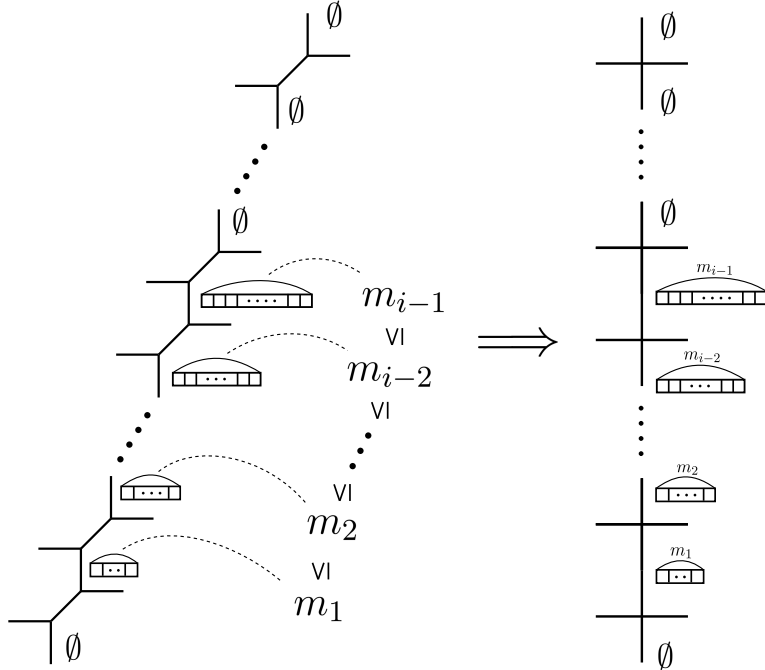 ∅
∅
∅
m_{i−1}
VI
m_{i−2}
VI
VI
m_2
VI
m_1
∅
∅
∅
∅
m_{i−1}
m_{i−2}
m_2
m_1
∅